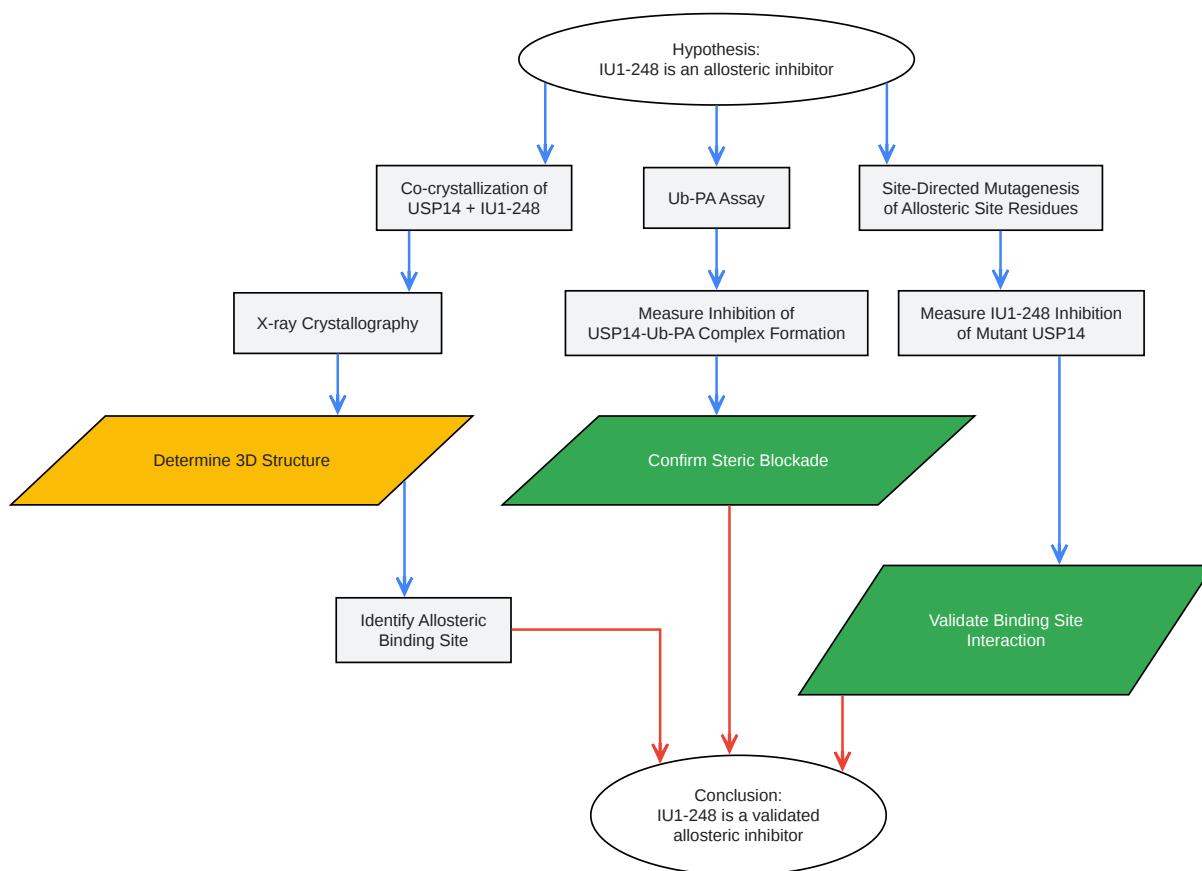 Hypothesis:
IU1-248 is an allosteric inhibitor
Co-crystallization of
USP14 + IU1-248
Ub-PA Assay
Site-Directed Mutagenesis
of Allosteric Site Residues
X-ray Crystallography
Measure Inhibition of
USP14-Ub-PA Complex Formation
Measure IU1-248 Inhibition
of Mutant USP14
Determine 3D Structure
Confirm Steric Blockade
Identify Allosteric
Binding Site
Validate Binding Site
Interaction
Conclusion:
IU1-248 is a validated
allosteric inhibitor